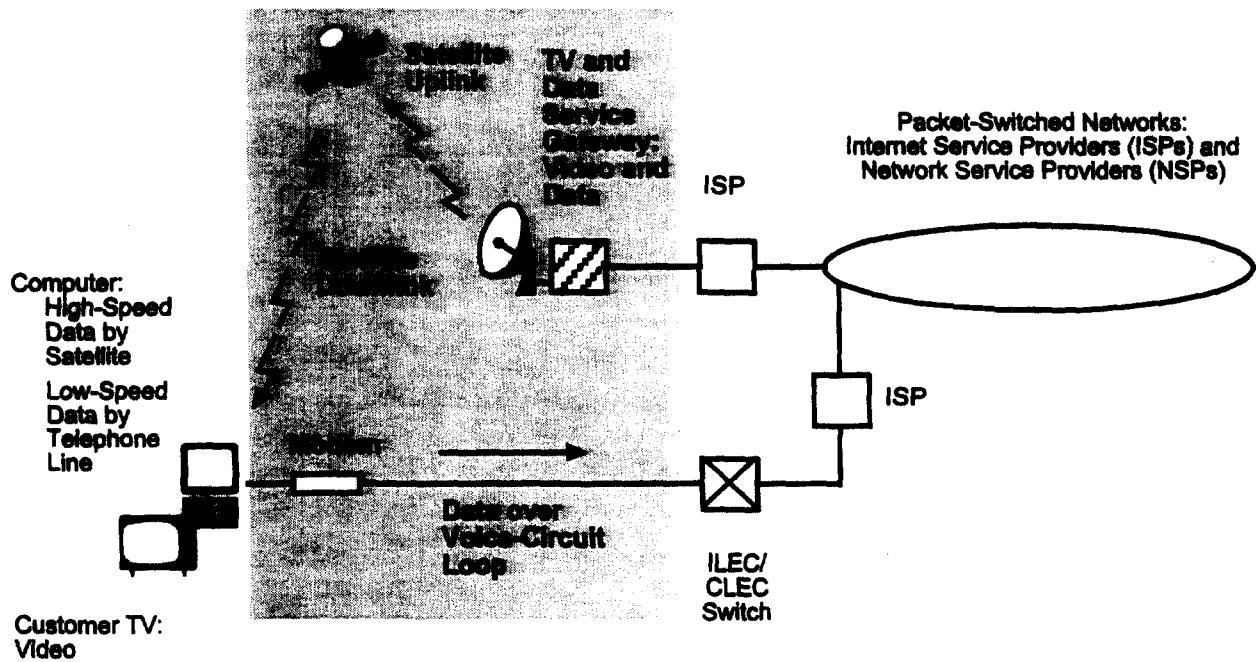 Satellite
Uplink
TV and
Data
Service
Gateway:
Video and
Data
ISP
Packet-Switched Networks:
Internet Service Providers (ISPs) and
Network Service Providers (NSPs)
Satellite
Downlink
Computer:
High-Speed
Data by
Satellite
Low-Speed
Data by
Telephone
Line
Modem
ISP
Data over
Voice-Circuit
Loop
ILEC/
CLEC
Switch
Customer TV:
Video